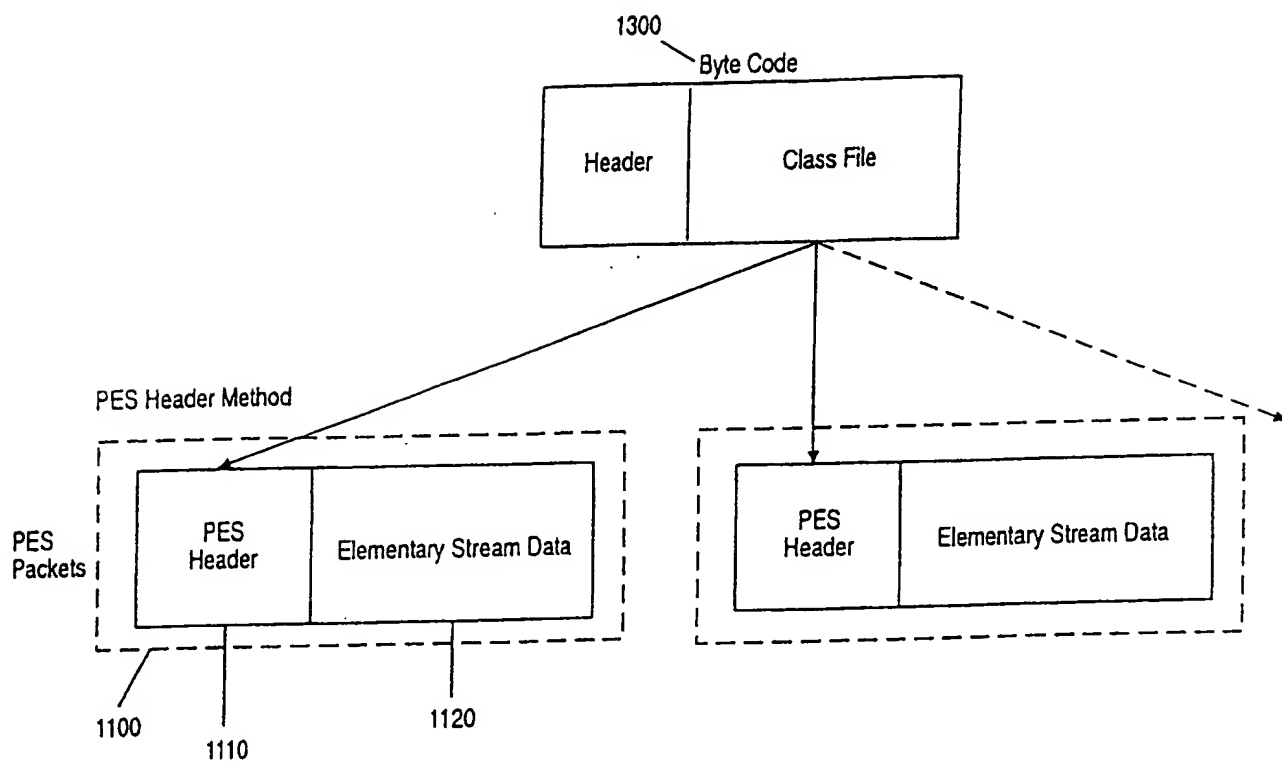 1300
Byte Code
Header
Class File
PES Header Method
PES
Packets
PES
Header
Elementary Stream Data
PES
Header
Elementary Stream Data
1100
1110
1120